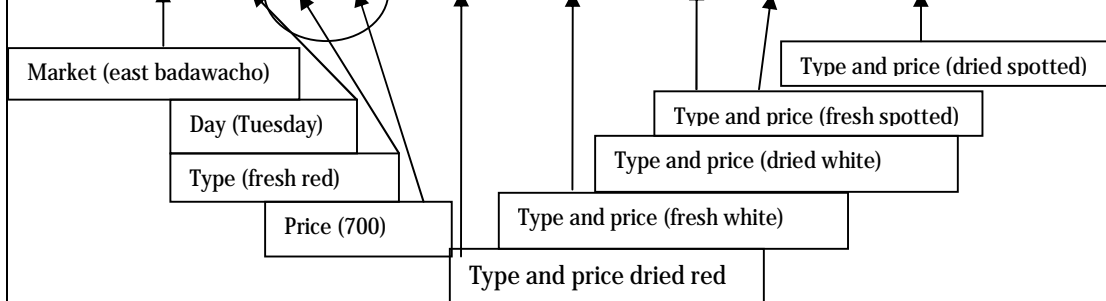 Market (east badawacho)
Type and price (dried spotted)
Day (Tuesday)
Type and price (fresh spotted)
Type (fresh red)
Type and price (dried white)
Price (700)
Type and price (fresh white)
Type and price dried red